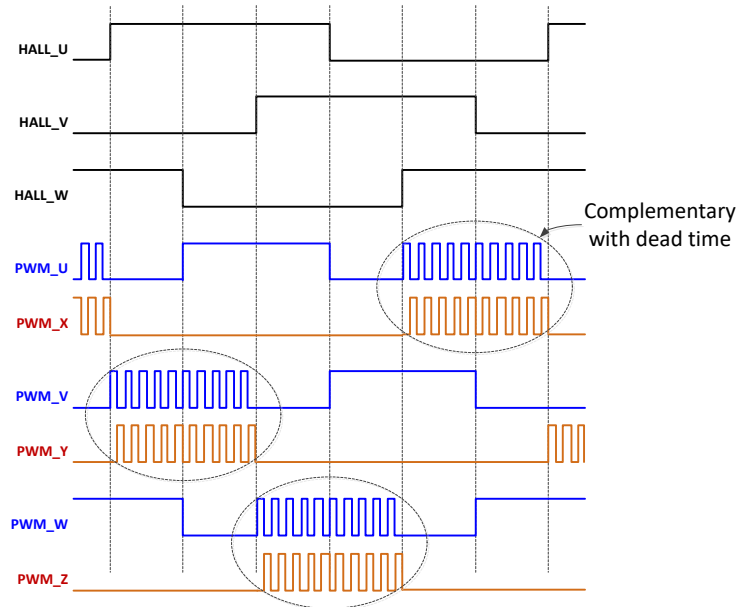 HALL_U
HALL_V
HALL_W
Complementary
with dead time
PWM_U
PWM_X
PWM_V
PWM_Y
PWM_W
PWM_Z